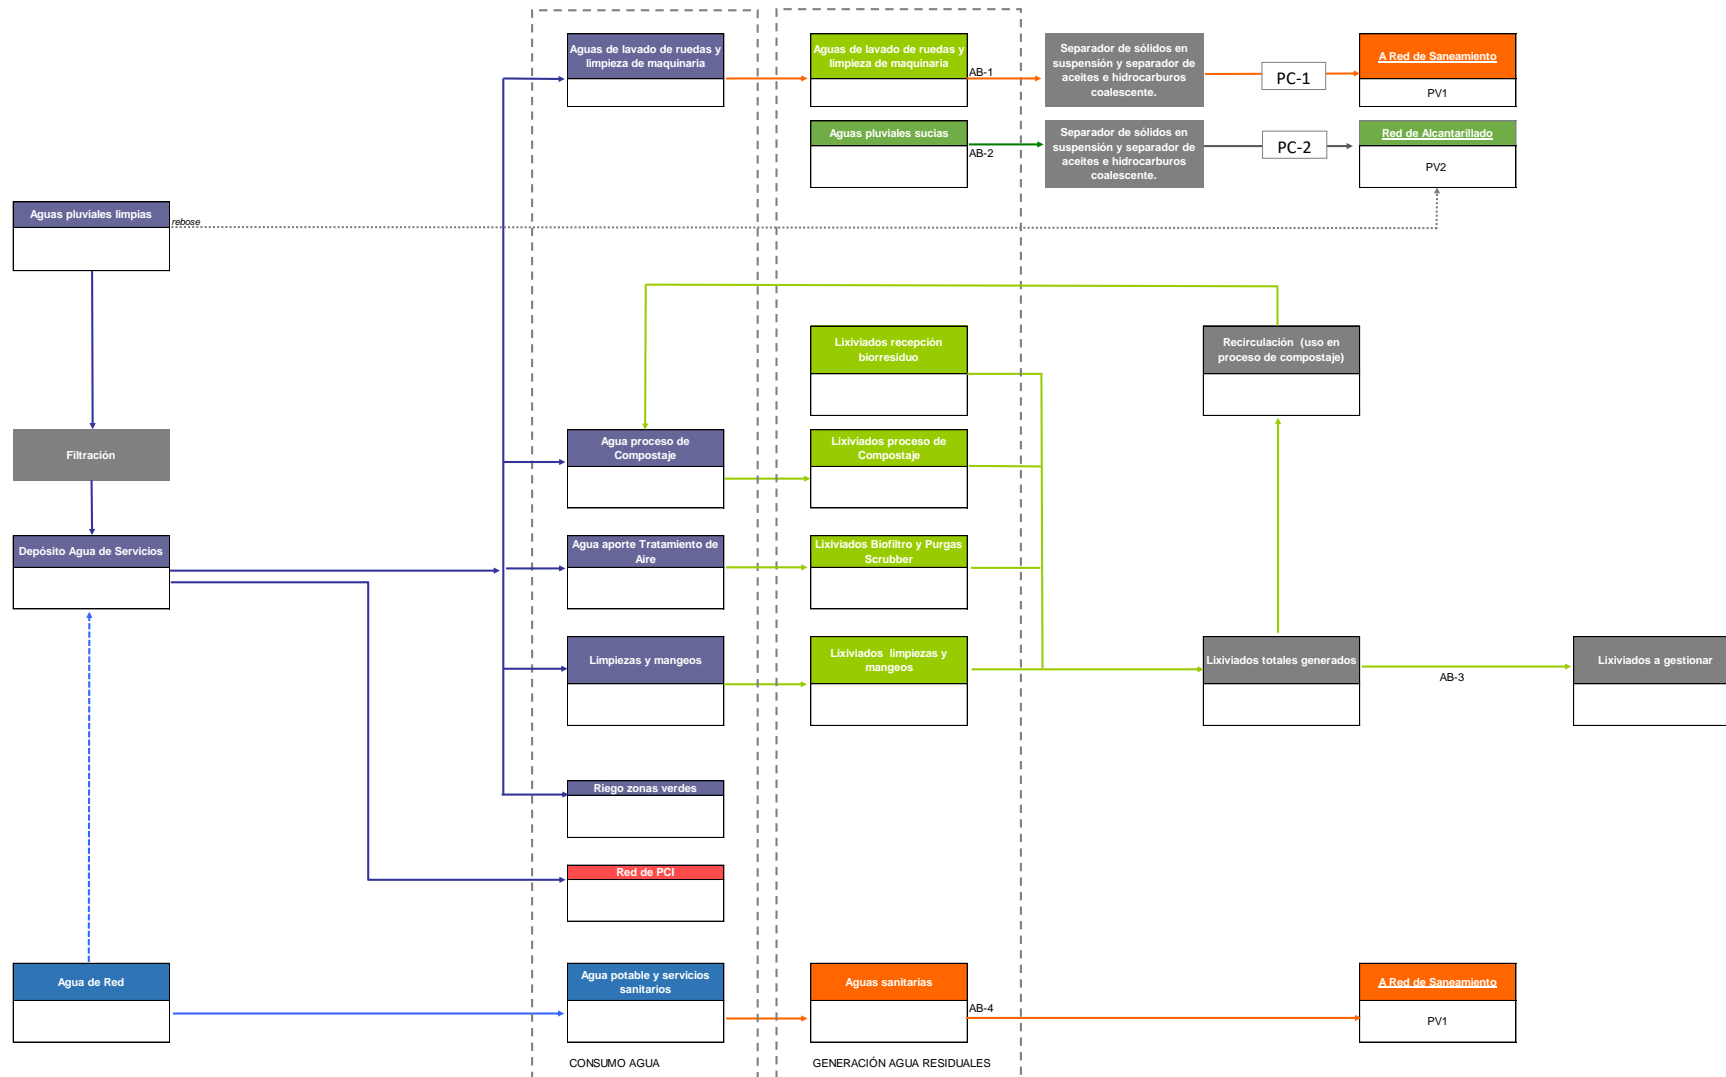 Aguas de lavado de ruedas y
limpieza de maquinaria
Aguas de lavado de ruedas y
limpieza de maquinaria
AB-1
Separador de sólidos en
suspensión y separador de
aceites e hidrocarburos
coalescente.
PC-1
A Red de Saneamiento
PV1
Aguas pluviales sucias
AB-2
Separador de sólidos en
suspensión y separador de
aceites e hidrocarburos
coalescente.
PC-2
Red de Alcantarillado
PV2
Aguas pluviales limpias
rebose
Lixiviados recepción
biorresiduo
Recirculación (uso en
proceso de compostaje)
Filtración
Agua proceso de
Compostaje
Lixiviados proceso de
Compostaje
Depósito Agua de Servicios
Agua aporte Tratamiento de
Aire
Lixiviados Biofiltro y Purgas
Scrubber
Limpiezas y mangeos
Lixiviados limpiezas y
mangeos
Lixiviados totales generados
AB-3
Lixiviados a gestionar
Riego zonas verdes
Red de PCI
Agua de Red
Agua potable y servicios
sanitarios
Aguas sanitarias
AB-4
A Red de Saneamiento
PV1
CONSUMO AGUA
GENERACIÓN AGUA RESIDUALES